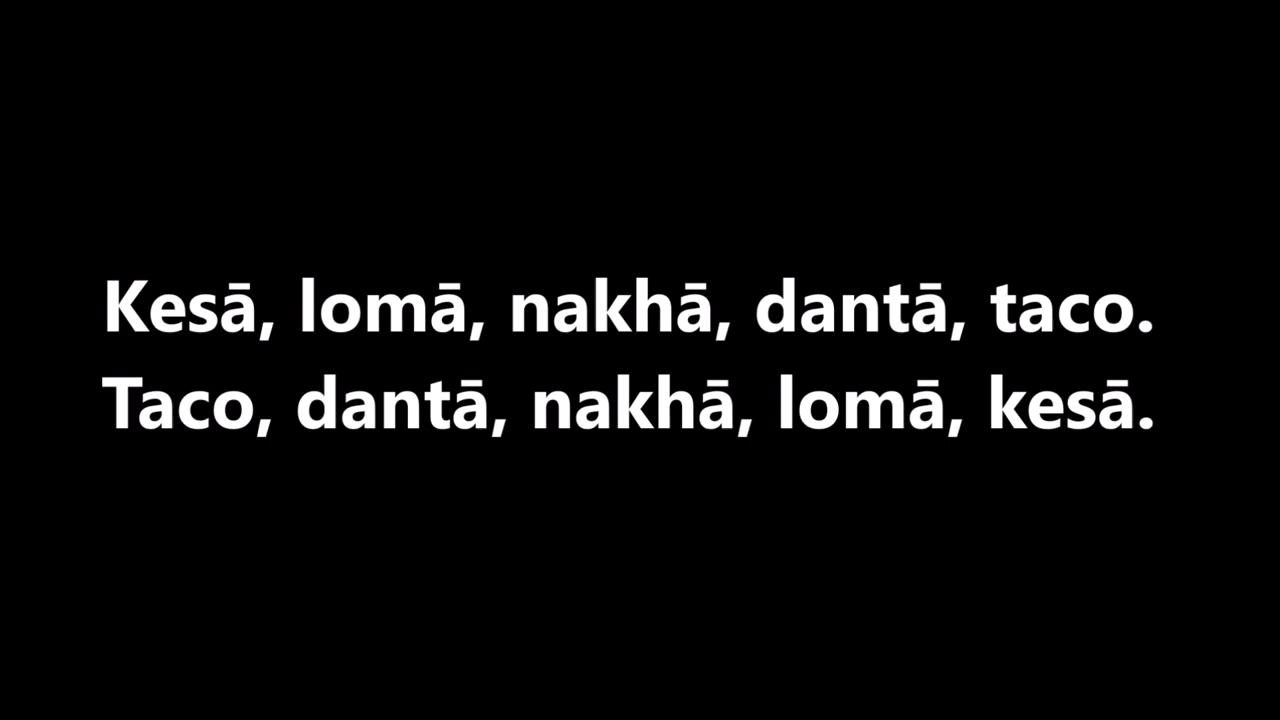 Kesā, lomā, nakhā, dantā, taco.
Taco, dantā, nakhā, lomā, kesā.